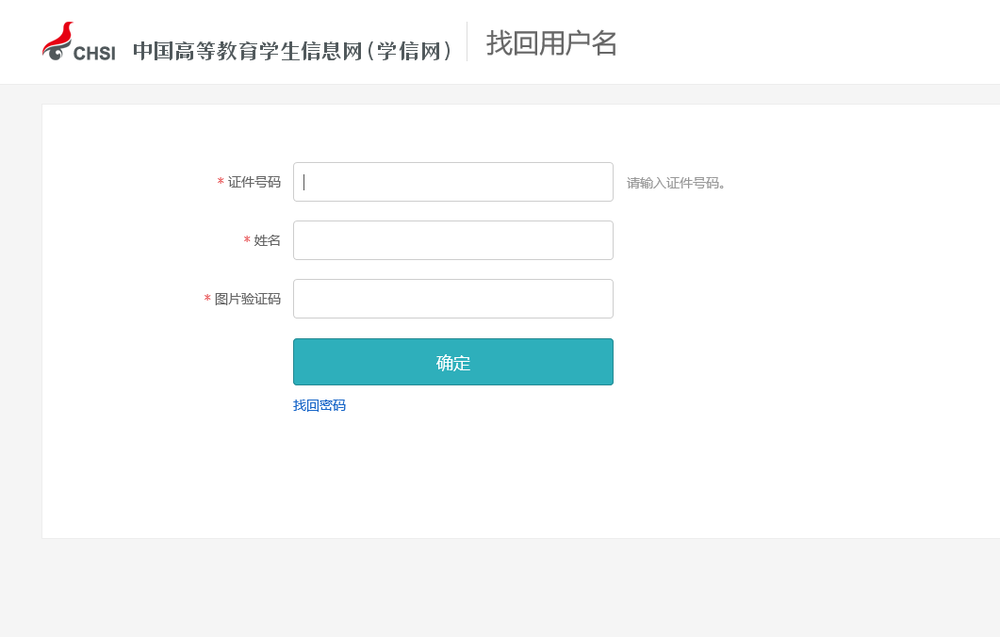 CHSI 中国高等教育学生信息网(学信网) 找回用户名
* 证件号码 请输入证件号码。
* 姓名
* 图片验证码
确定
找回密码